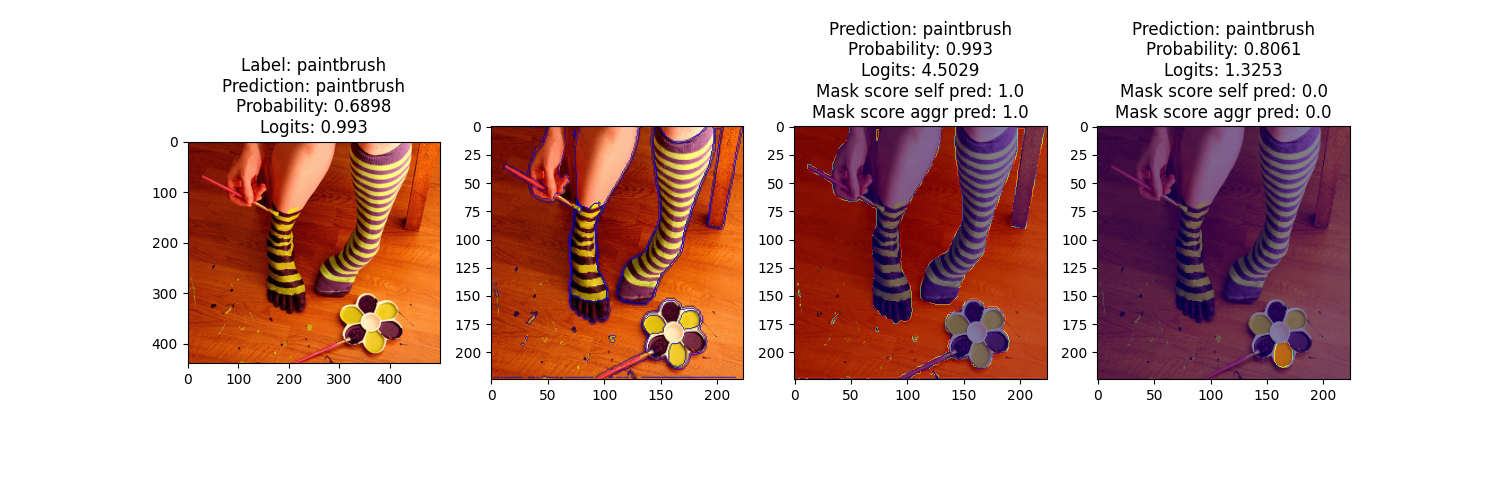 Label: paintbrush
Prediction: paintbrush
Probability: 0.6898
Logits: 0.993
0
100
200
300
400
0 100 200 300 400
0
25
50
75
100
125
150
175
200
0 50 100 150 200
Prediction: paintbrush
Probability: 0.993
Logits: 4.5029
Mask score self pred: 1.0
Mask score aggr pred: 1.0
0
25
50
75
100
125
150
175
200
0 50 100 150 200
Prediction: paintbrush
Probability: 0.8061
Logits: 1.3253
Mask score self pred: 0.0
Mask score aggr pred: 0.0
0
25
50
75
100
125
150
175
200
0 50 100 150 200